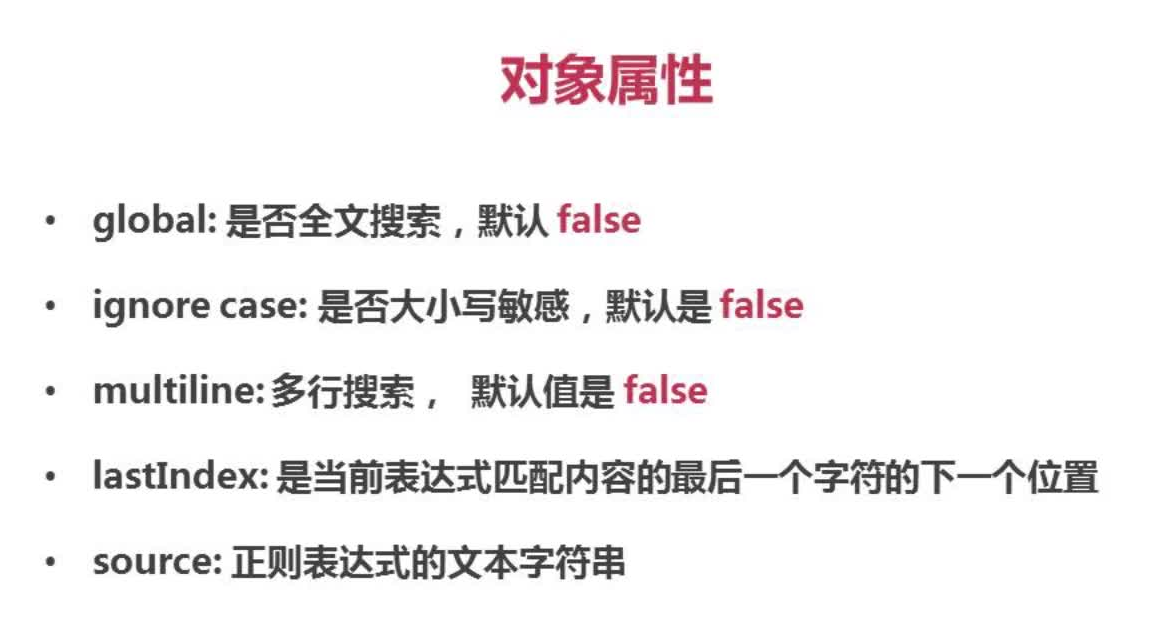 对象属性
• global: 是否全文搜索，默认 false
• ignore case: 是否大小写敏感，默认是 false
• multiline: 多行搜索， 默认值是 false
• lastIndex: 是当前表达式匹配内容的最后一个字符的下一个位置
• source: 正则表达式的文本字符串